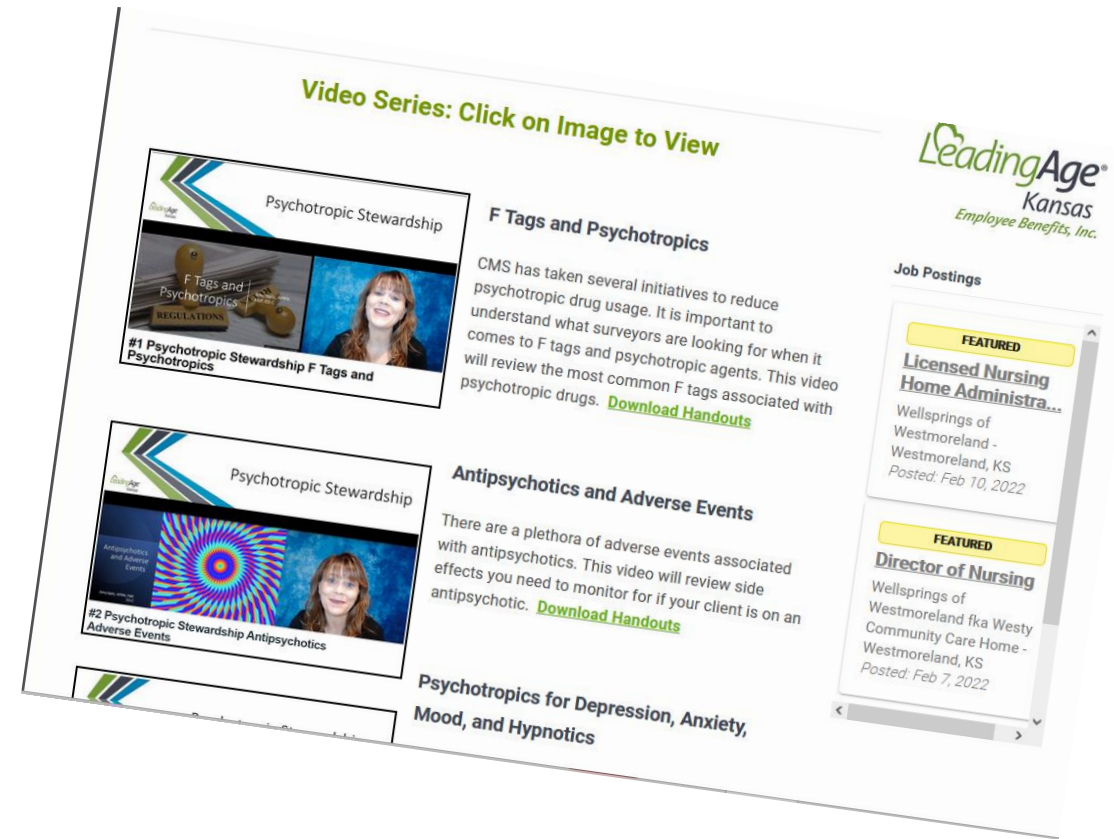 Video Series: Click on Image to View
Psychotropic Stewardship
LeadingAge
Kansas
F Tags and
Psychotropics
REGULATIONS
#1 Psychotropic Stewardship F Tags and
Psychotropics
F Tags and Psychotropics
CMS has taken several initiatives to reduce
psychotropic drug usage. It is important to
understand what surveyors are looking for when it
comes to F tags and psychotropic agents. This video
will review the most common F tags associated with
psychotropic drugs. Download Handouts
Psychotropic Stewardship
LeadingAge
Kansas
Antipsychotics
and Adverse
Events
#2 Psychotropic Stewardship Antipsychotics
Adverse Events
Antipsychotics and Adverse Events
There are a plethora of adverse events associated
with antipsychotics. This video will review side
effects you need to monitor for if your client is on an
antipsychotic. Download Handouts
Psychotropics for Depression, Anxiety,
Mood, and Hypnotics
LeadingAge®
Kansas
Employee Benefits, Inc.
Job Postings
FEATURED
Licensed Nursing
Home Administra...
Wellsprings of
Westmoreland -
Westmoreland, KS
Posted: Feb 10, 2022
FEATURED
Director of Nursing
Wellsprings of
Westmoreland fka Westy
Community Care Home -
Westmoreland, KS
Posted: Feb 7, 2022